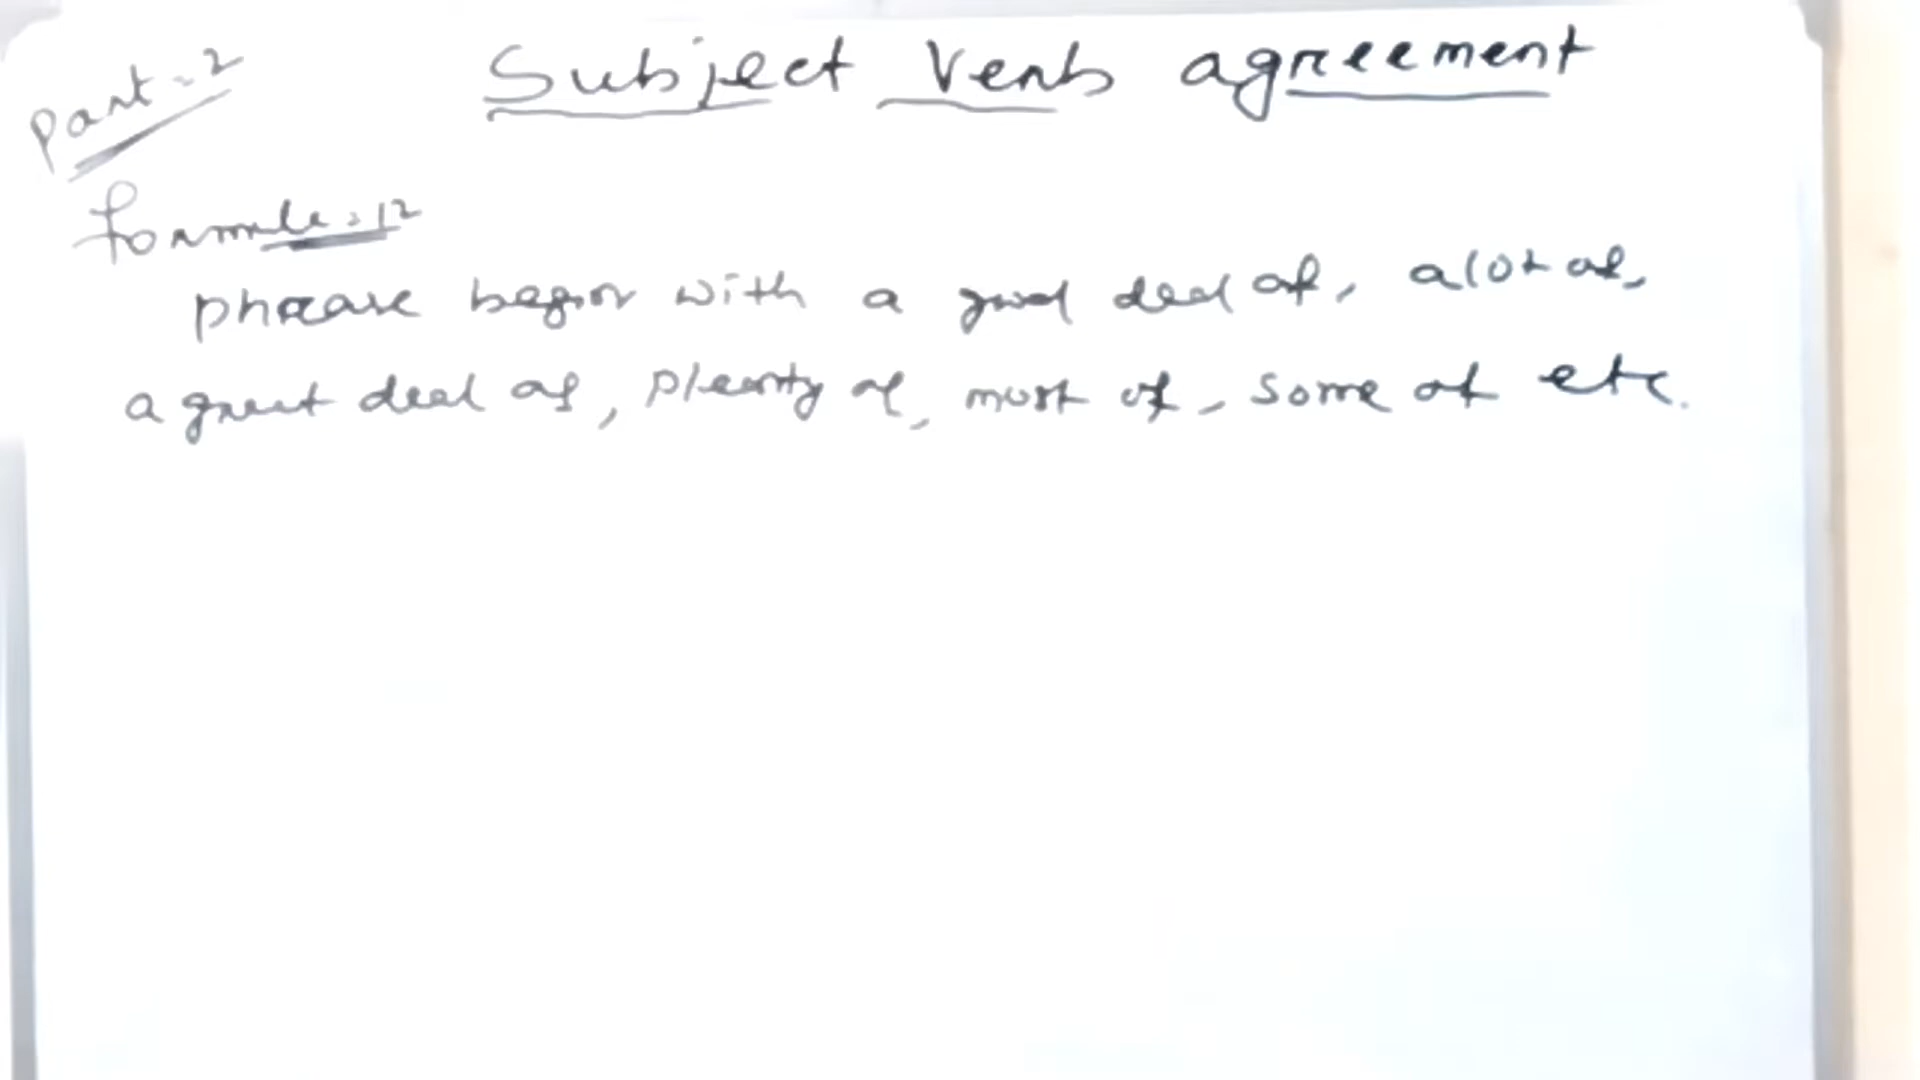 Part-2
Subject Verb agreement
Formula-12
phrase begin with a good deal of, a lot of,
a great deal of, plenty of, most of, some of etc.